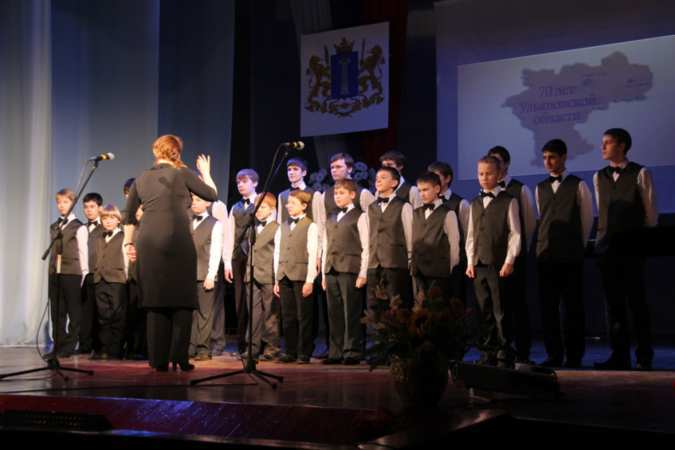 70 лет
Ульяновской
области